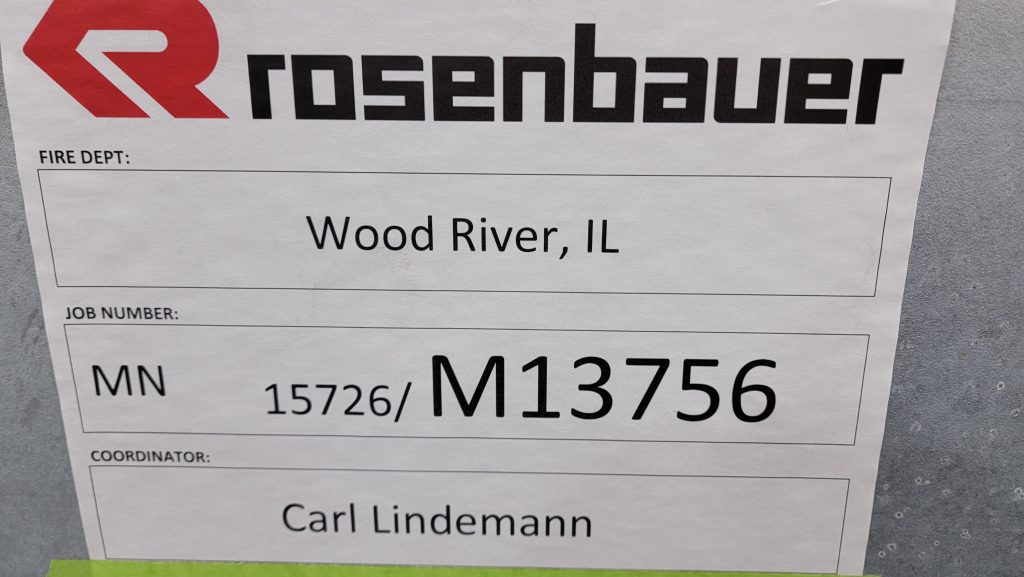 rosenbauer
FIRE DEPT:
Wood River, IL
JOB NUMBER:
MN 15726/ M13756
COORDINATOR:
Carl Lindemann